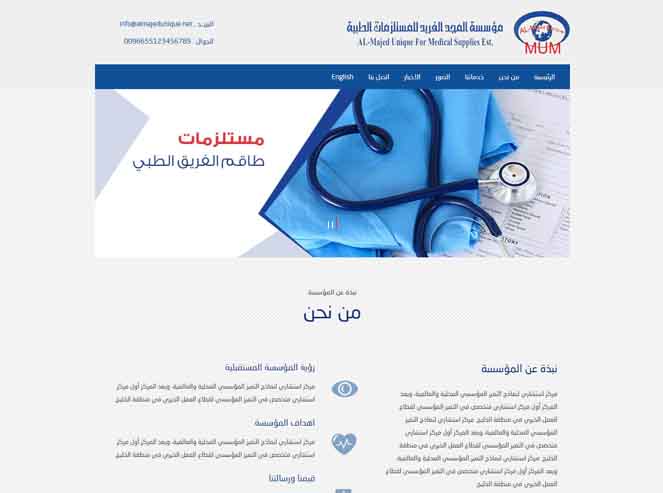 مؤسسة المجد الفريد للمستلزمات الطبية
AL-Majed Unique For Medical Supplies Est.
MUM
البريــد : info@almajedunique.net
الجوال : 0096655123456789
الرئيسية من نحن خدماتنا الصور الأخبار اتصل بنا English
مستلزمات
طاقم الفريق الطبي
نبذة عن المؤسسة
من نحن
نبذة عن المؤسسة
مركز استشاري لنماذج التميز المؤسسي المحلية والعالمية، ويعد
المركز أول مركز استشاري متخصص في التميز المؤسسي لقطاع
العمل الخيري في منطقة الخليج. مركز استشاري لنماذج التميز
المؤسسي المحلية والعالمية، ويعد المركز أول مركز استشاري
متخصص في التميز المؤسسي لقطاع العمل الخيري في منطقة
الخليج. مركز استشاري لنماذج التميز المؤسسي المحلية والعالمية،
ويعد المركز أول مركز استشاري متخصص في التميز المؤسسي لقطاع
العمل الخيري في منطقة الخليج
رؤية المؤسسة المستقبلية
مركز استشاري لنماذج التميز المؤسسي المحلية والعالمية، ويعد المركز أول مركز
استشاري متخصص في التميز المؤسسي لقطاع العمل الخيري في منطقة الخليج
اهداف المؤسسة
مركز استشاري لنماذج التميز المؤسسي المحلية والعالمية، ويعد المركز أول مركز
استشاري متخصص في التميز المؤسسي لقطاع العمل الخيري في منطقة الخليج
قيمنا ورسالتنا